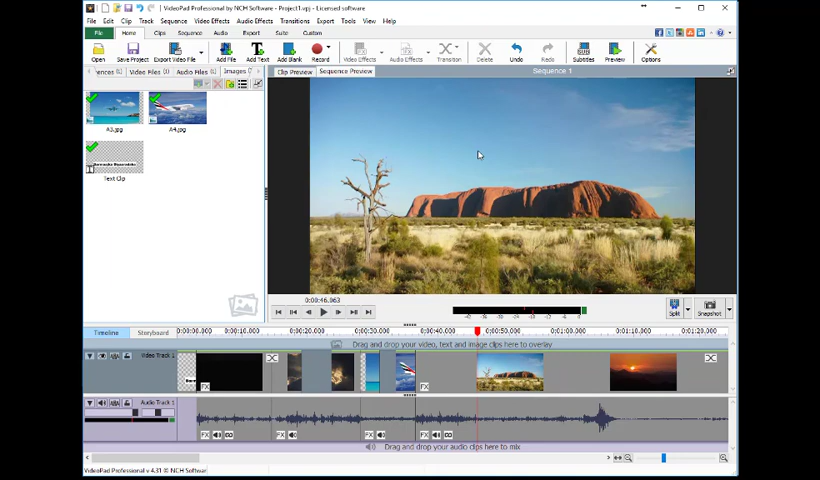 VideoPad Professional by NCH Software - Project1.vpj - Licensed software
File Edit Clip Track Sequence Video Effects Audio Effects Transition Export Tools View Help
File Home Clips Sequence Audio Export Suite Custom
Open Save Project Export Video File Add File Add Text Add Blank Record Video Effects Audio Effects Transition Delete Undo Redo Subtitles Preview Options
Video Files Audio Files Images
Clip Preview Sequence Preview Sequence 1
A3.jpg A4.jpg
Text Clip
0:00:46.063
Split Snapshot
Timeline Storyboard 0:00:00.000 0:00:10.000 0:00:20.000 0:00:30.000 0:00:40.000 0:00:50.000 0:01:00.000 0:01:10.000 0:01:20.000
Drag and drop your video, text and image clips here to overlay
Video Track 1
FX FX
Audio Track 1
FX FX FX FX
Drag and drop your audio clips here to mix
VideoPad Professional v 4.31 © NCH Software